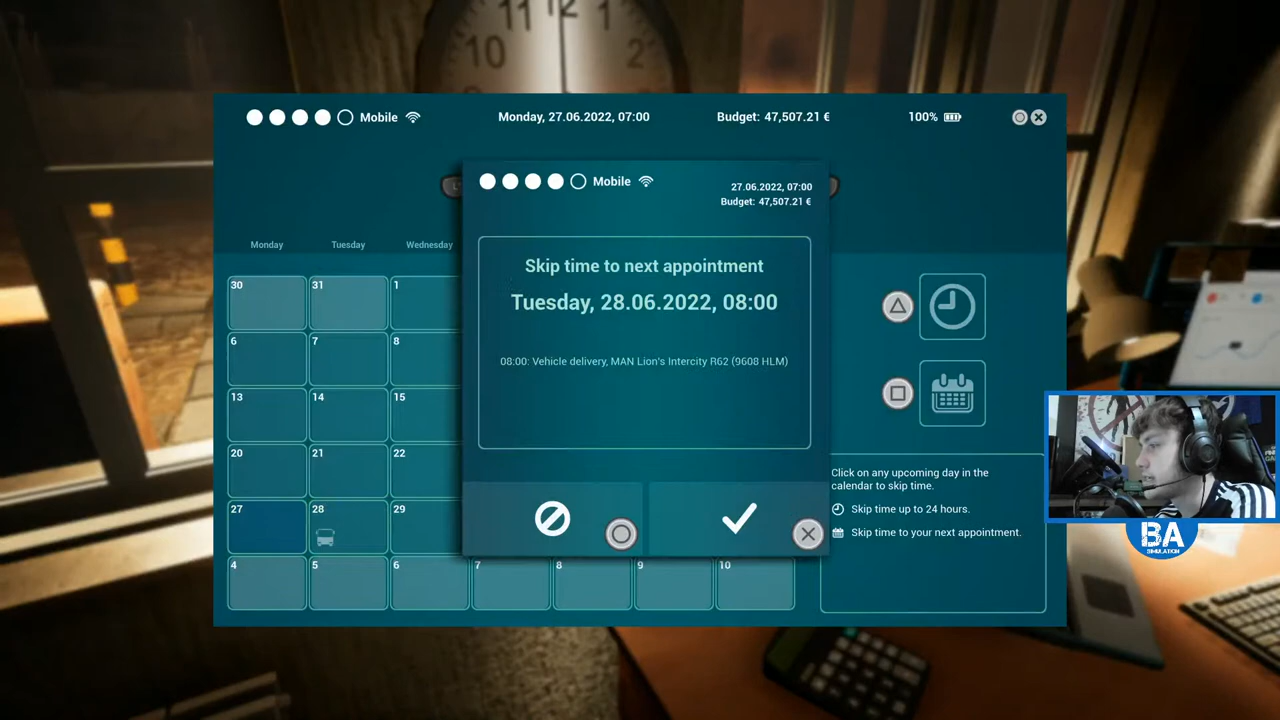 11 12
10
2
Mobile
Monday, 27.06.2022, 07:00
Budget: 47,507.21 €
100%
Mobile
27.06.2022, 07:00
Budget: 47,507.21 €
Monday
Tuesday
Wednesday
Skip time to next appointment
Tuesday, 28.06.2022, 08:00
08:00: Vehicle delivery, MAN Lion's Intercity R62 (9608 HLM)
30
31
1
6
7
8
13
14
15
20
21
22
27
28
29
4
5
6
7
8
9
10
Click on any upcoming day in the
calendar to skip time.
Skip time up to 24 hours.
Skip time to your next appointment.
BA
SIMULATION